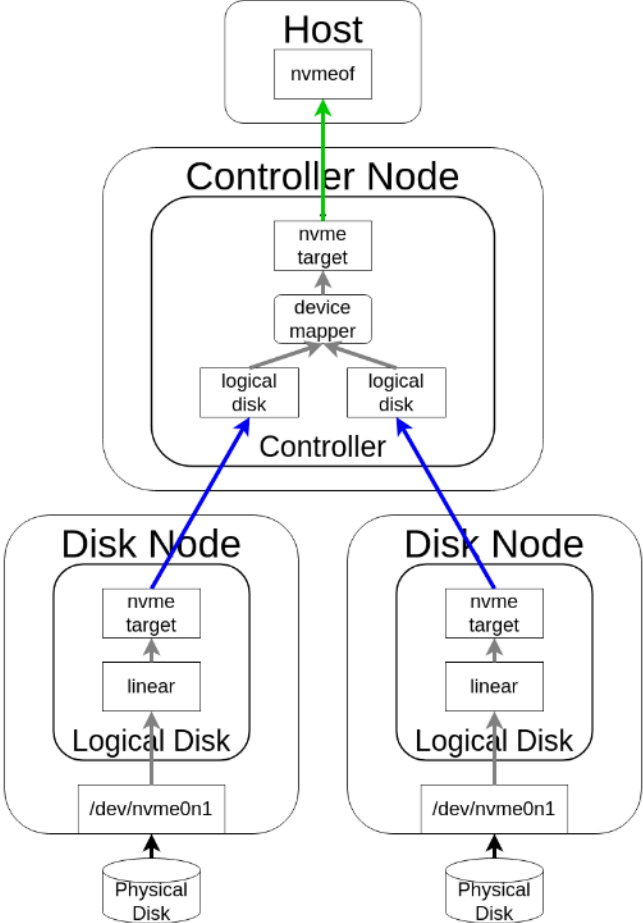 Host
nvmeof
Controller Node
nvme
target
device
mapper
logical
disk
logical
disk
Controller
Disk Node
nvme
target
linear
Logical Disk
/dev/nvme0n1
Physical
Disk
Disk Node
nvme
target
linear
Logical Disk
/dev/nvme0n1
Physical
Disk